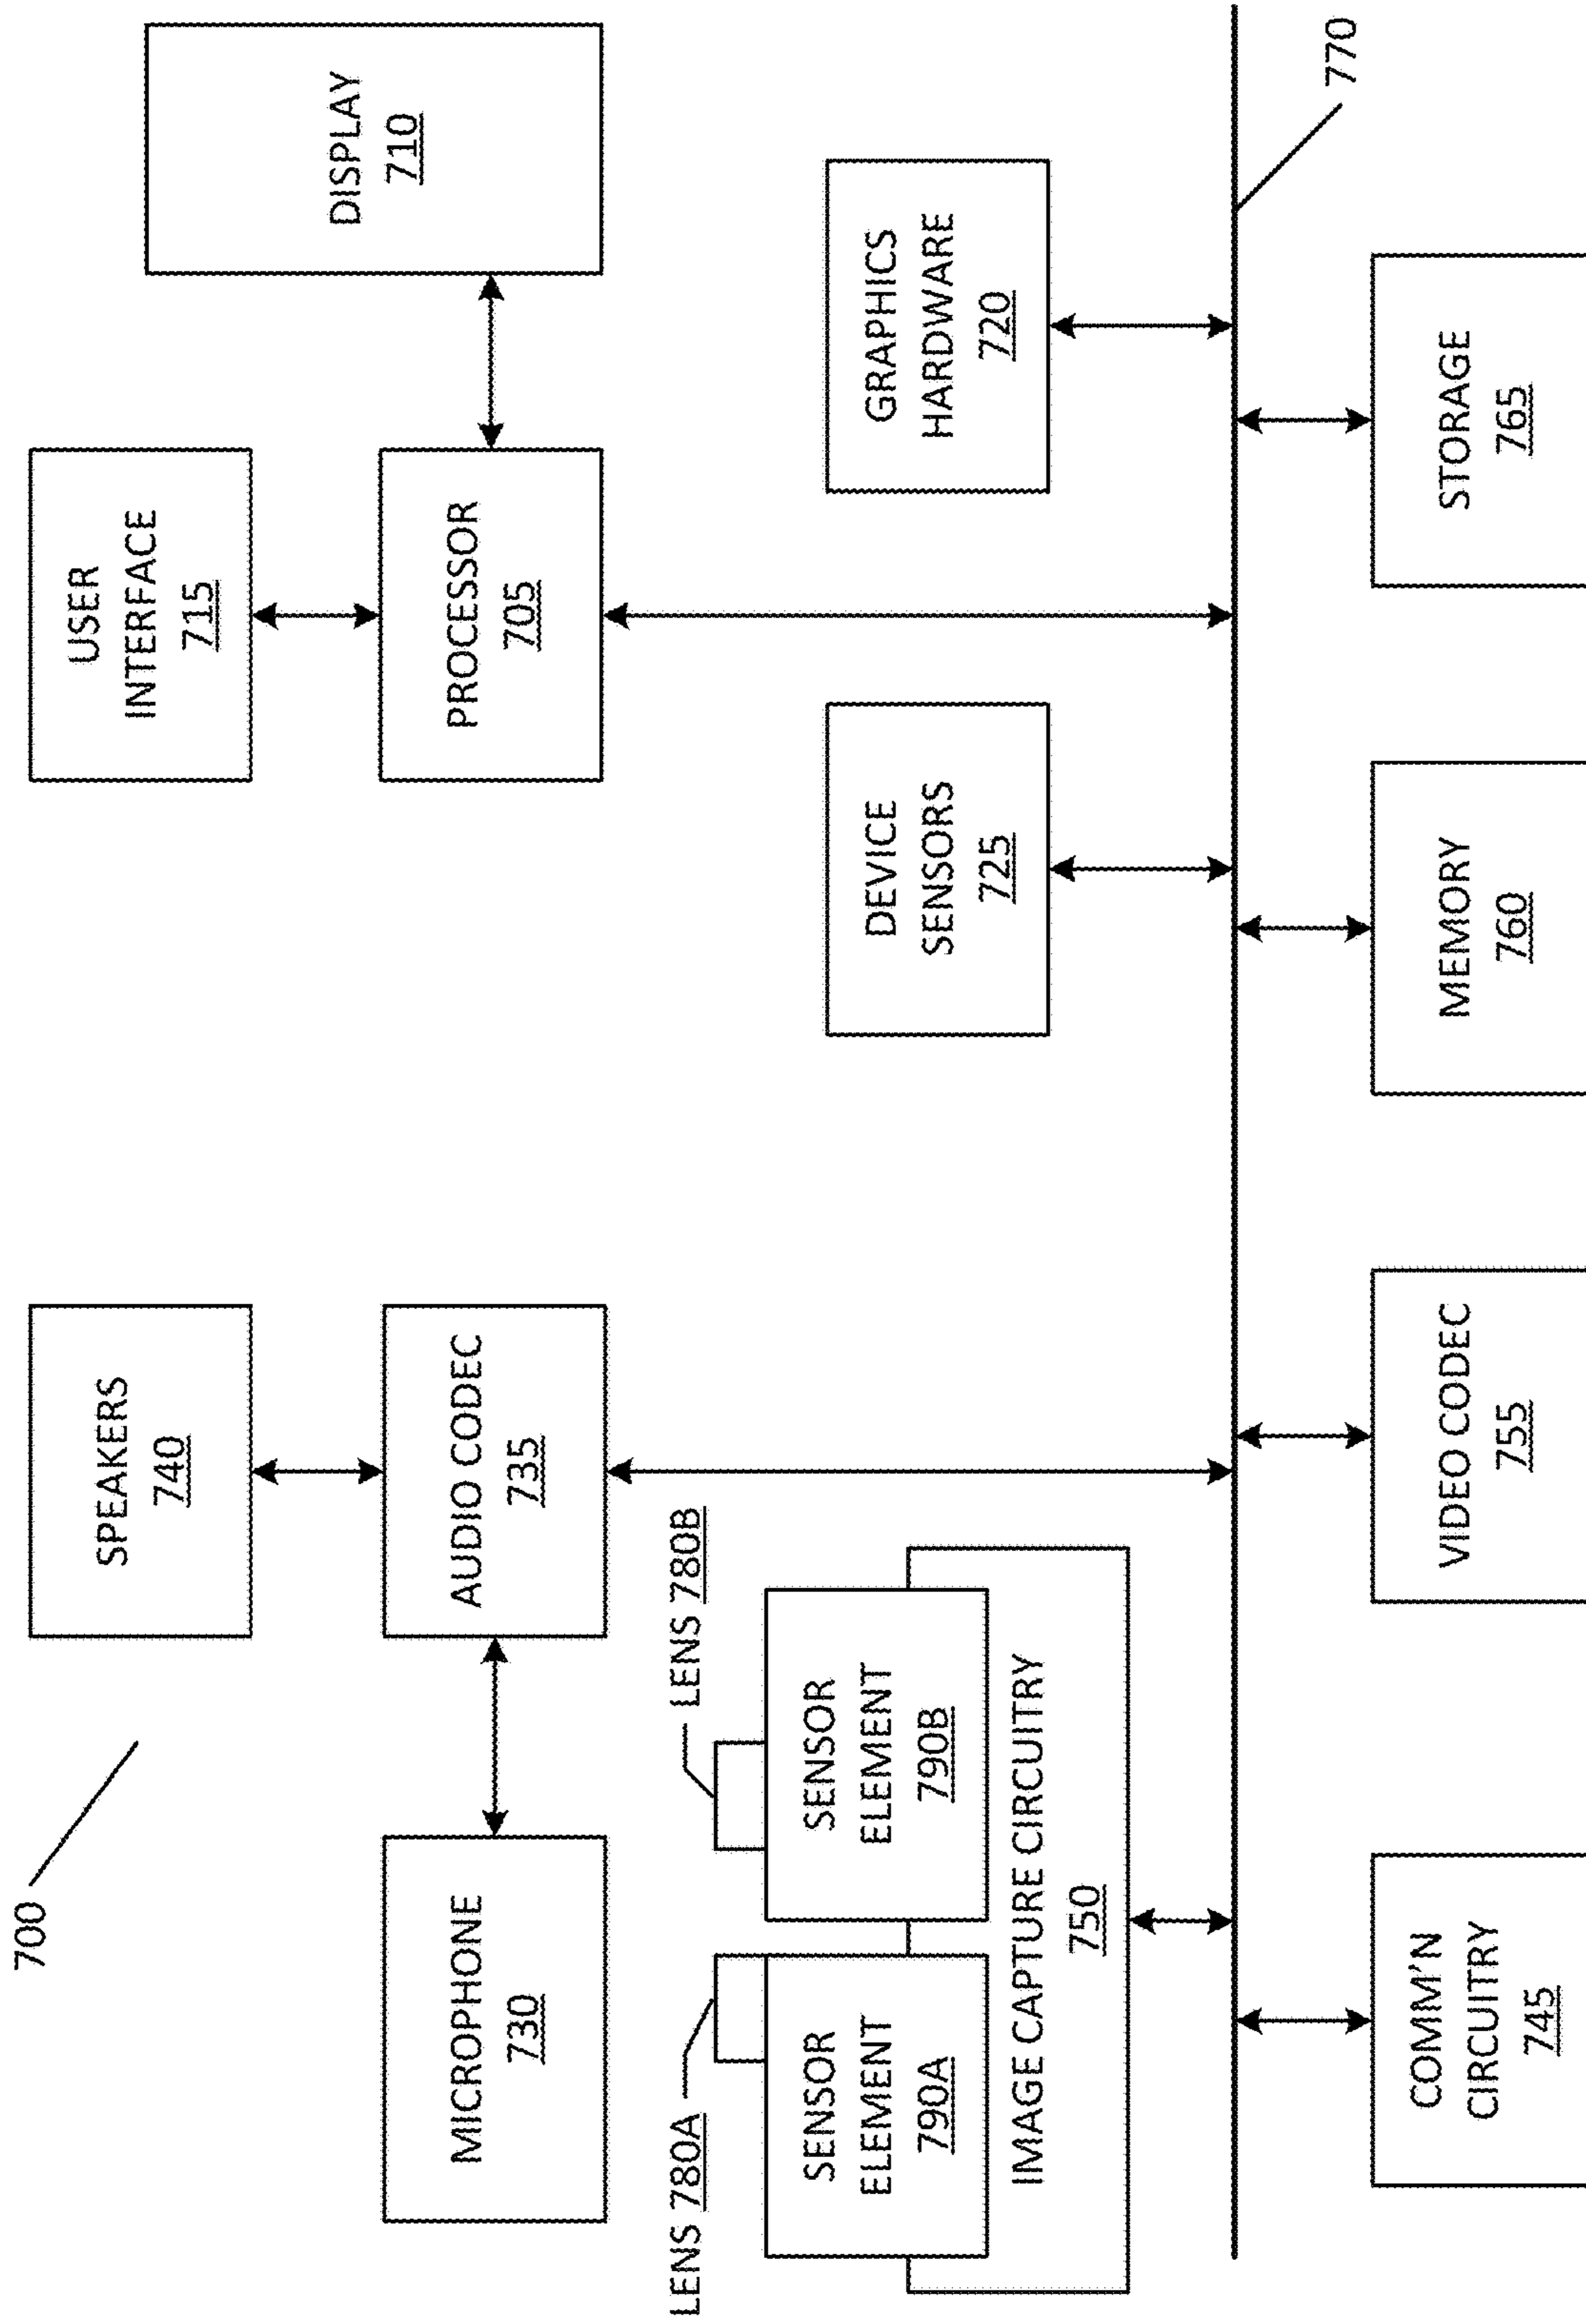 700
SPEAKERS
740
USER
INTERFACE
715
MICROPHONE
730
AUDIO CODEC
735
PROCESSOR
705
DISPLAY
710
LENS 780A
LENS 780B
SENSOR
ELEMENT
790A
SENSOR
ELEMENT
790B
IMAGE CAPTURE CIRCUITRY
750
DEVICE
SENSORS
725
GRAPHICS
HARDWARE
720
770
COMM'N
CIRCUITRY
745
VIDEO CODEC
755
MEMORY
760
STORAGE
765